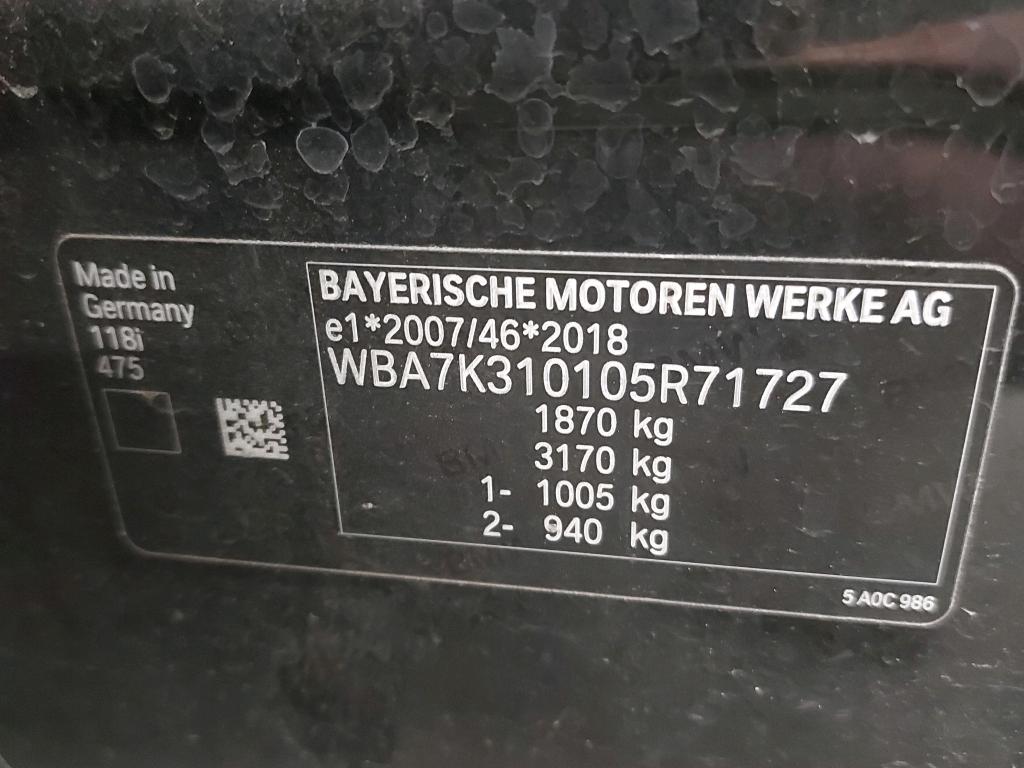 Made in
Germany
118i
475
BAYERISCHE MOTOREN WERKE AG
e1*2007/46*2018
WBA7K310105R71727
1870 kg
3170 kg
1- 1005 kg
2- 940 kg
5 A0C 986